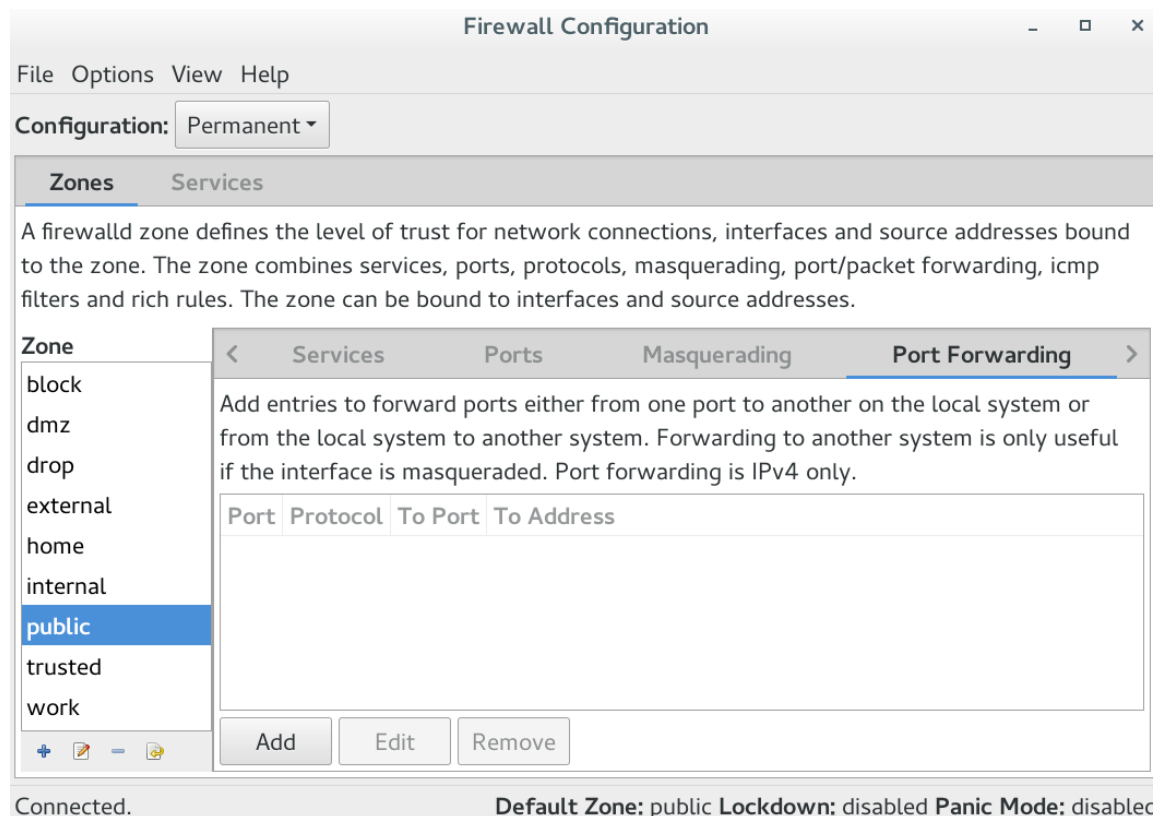 Firewall Configuration
File Options View Help
Configuration: Permanent
Zones Services
A firewalld zone defines the level of trust for network connections, interfaces and source addresses bound
to the zone. The zone combines services, ports, protocols, masquerading, port/packet forwarding, icmp
filters and rich rules. The zone can be bound to interfaces and source addresses.
Zone
block
dmz
drop
external
home
internal
public
trusted
work
Services Ports Masquerading Port Forwarding
Add entries to forward ports either from one port to another on the local system or
from the local system to another system. Forwarding to another system is only useful
if the interface is masqueraded. Port forwarding is IPv4 only.
Port Protocol To Port To Address
Add Edit Remove
Connected. Default Zone: public Lockdown: disabled Panic Mode: disabled